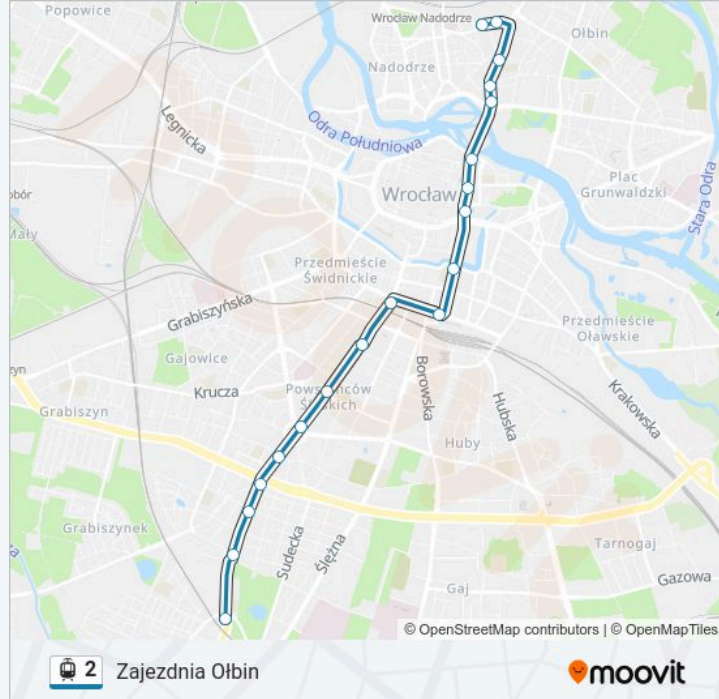 Popowice
Wrocław Nadodrze
Ołbin
Nadodrze
Legnicka
Odra Południowa
Plac
Grunwaldzki
Stara Odra
Wrocław
obór
Mały
Przedmieście
Świdnickie
Grabiszyńska
Przedmieście
Oławskie
Gajowice
Borowska
Krucza
Hubska
Krakowska
Grabiszyn
Huby
Grabiszynek
Sudecka
Ślężna
Tarnogaj
Gaj
Gazowa
© OpenStreetMap contributors | © OpenMapTiles
2 Zajezdnia Ołbin
moovit